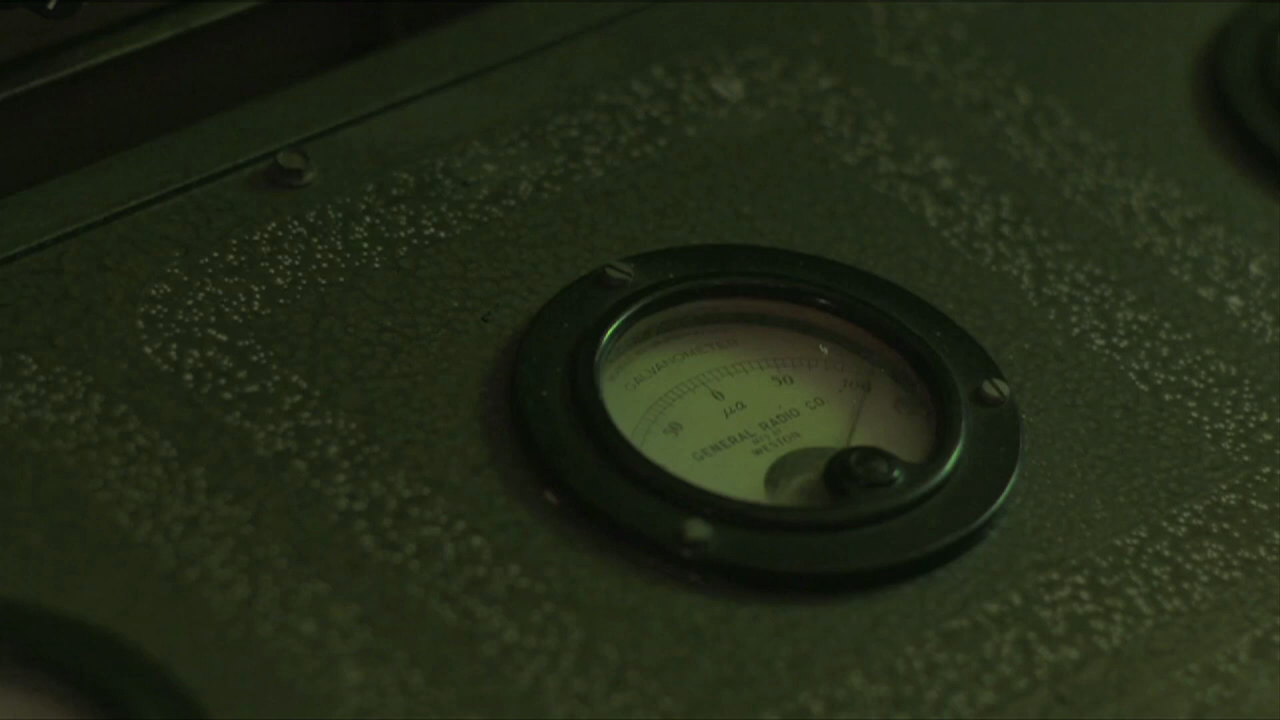 GALVANOMETER
50 0 50 100
μa
GENERAL RADIO CO.
WESTON